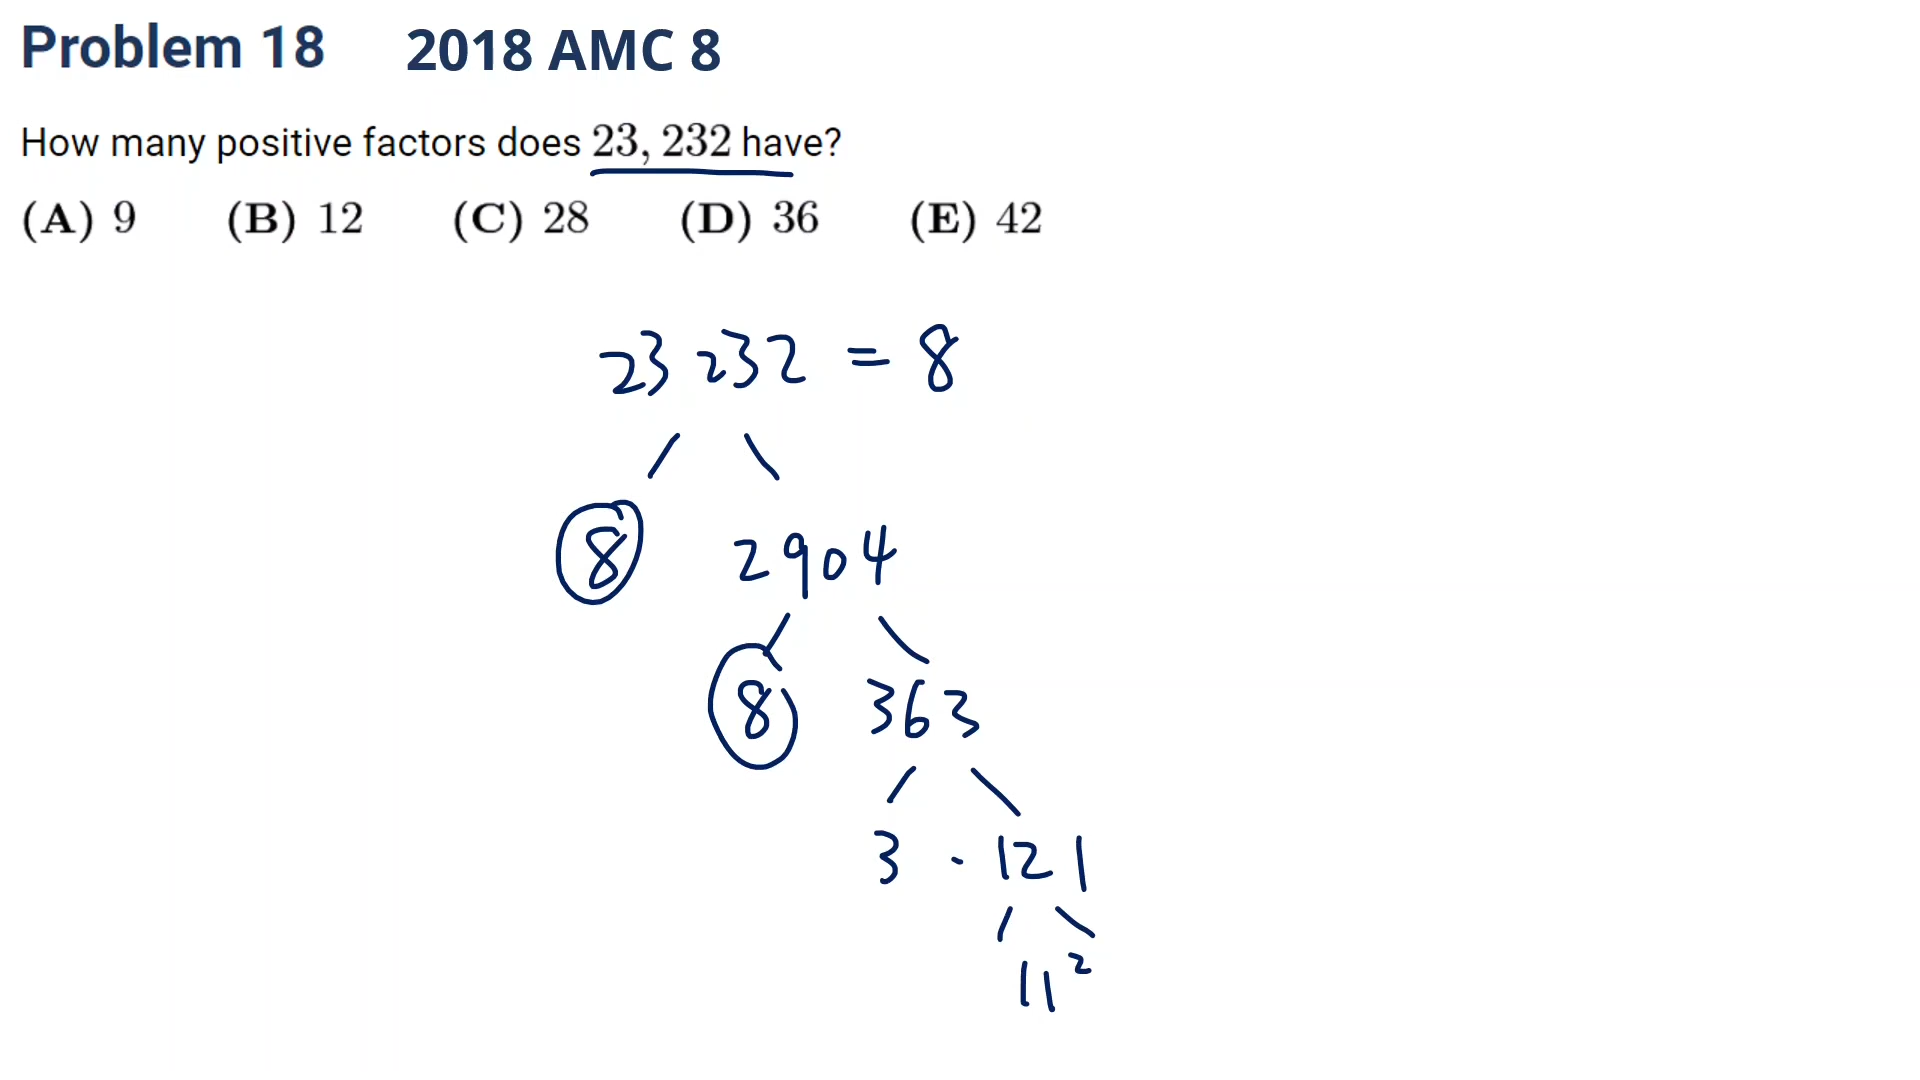 Problem 18 2018 AMC 8
How many positive factors does 23, 232 have?
(A) 9 (B) 12 (C) 28 (D) 36 (E) 42
23 232 = 8
8 2904
8 363
3 · 121
11²